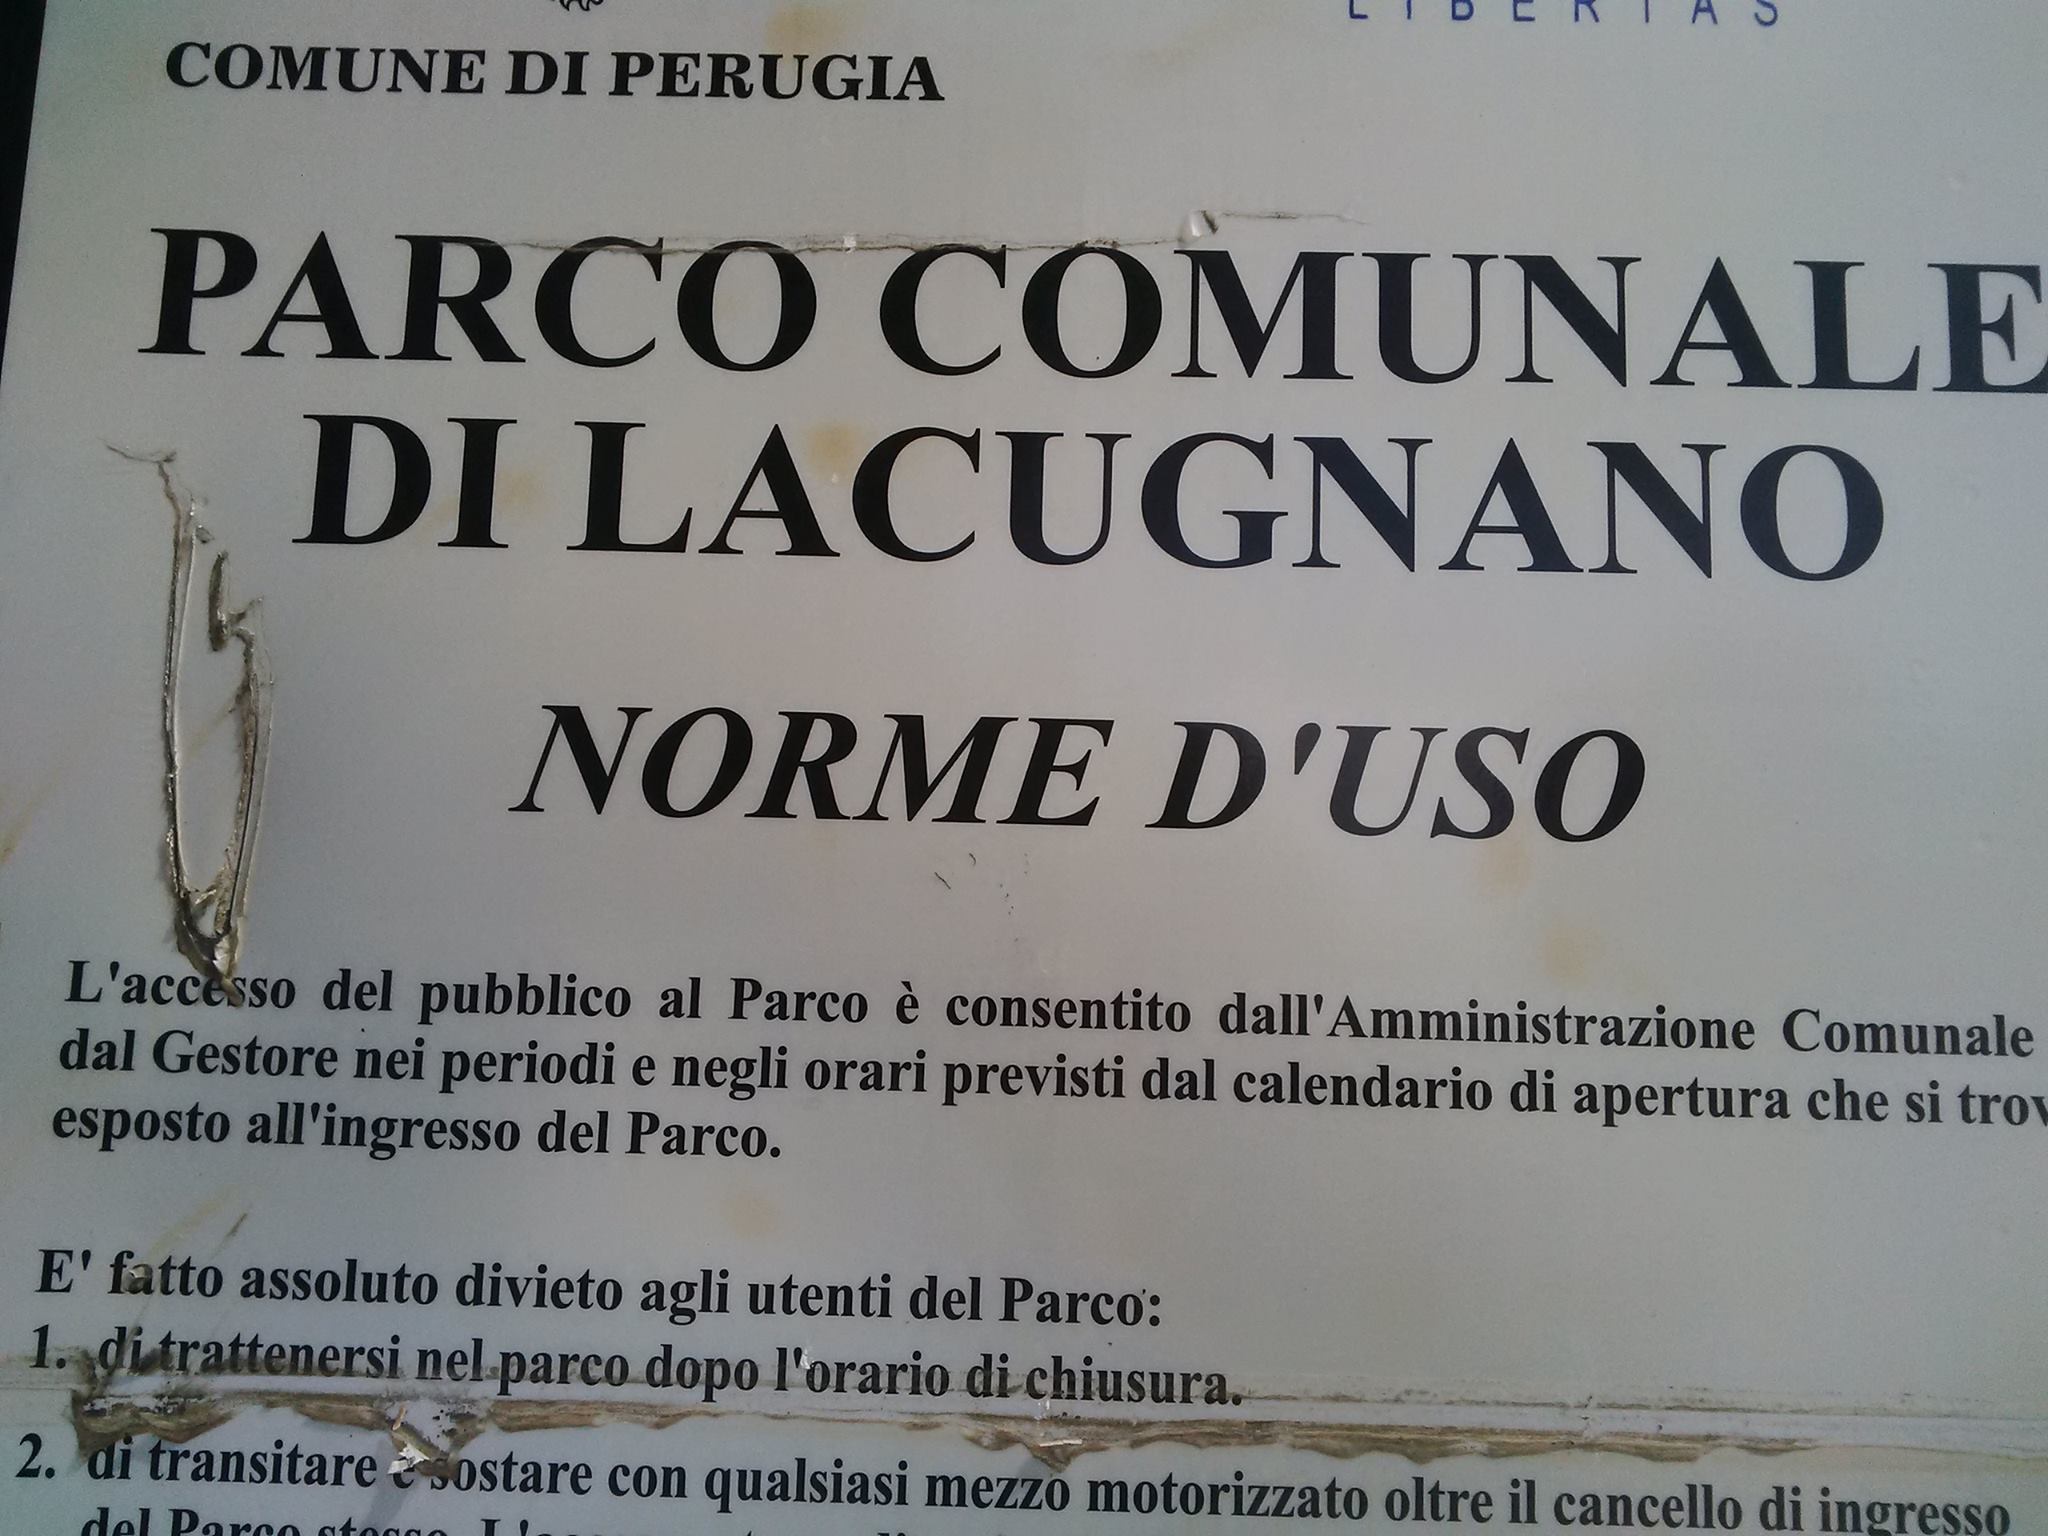 LIBERTAS
COMUNE DI PERUGIA
PARCO COMUNALE
DI LACUGNANO
NORME D'USO
L'accesso del pubblico al Parco è consentito dall'Amministrazione Comunale
dal Gestore nei periodi e negli orari previsti dal calendario di apertura che si trov
esposto all'ingresso del Parco.
E' fatto assoluto divieto agli utenti del Parco:
1. di trattenersi nel parco dopo l'orario di chiusura.
2. di transitare e sostare con qualsiasi mezzo motorizzato oltre il cancello di ingresso
del Parco stesso.